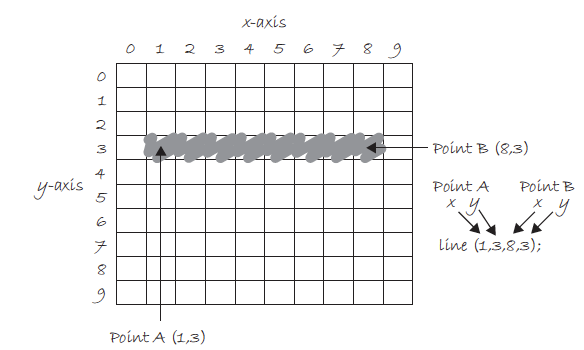 x-axis
0 1 2 3 4 5 6 7 8 9
0
1
2
3
4
5
6
7
8
9
y-axis
Point B (8,3)
Point A Point B
x y x y
line (1,3,8,3);
Point A (1,3)